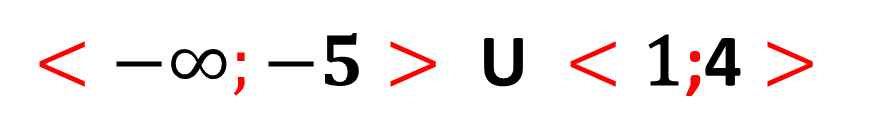 < −∞; −5 > U < 1;4 >